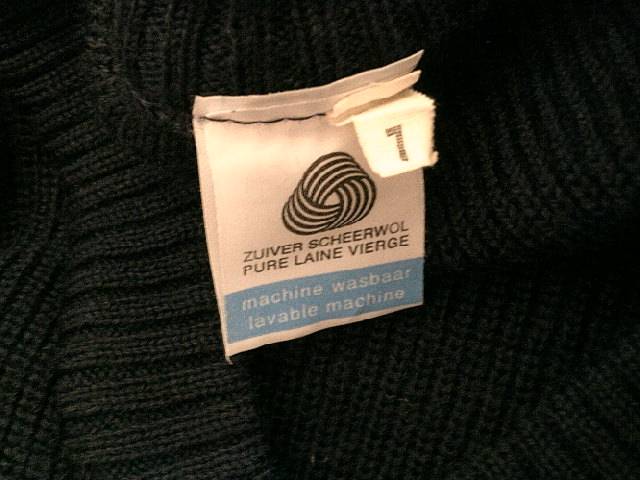 ZUIVER SCHEERWOL
PURE LAINE VIERGE
machine wasbaar
lavable machine